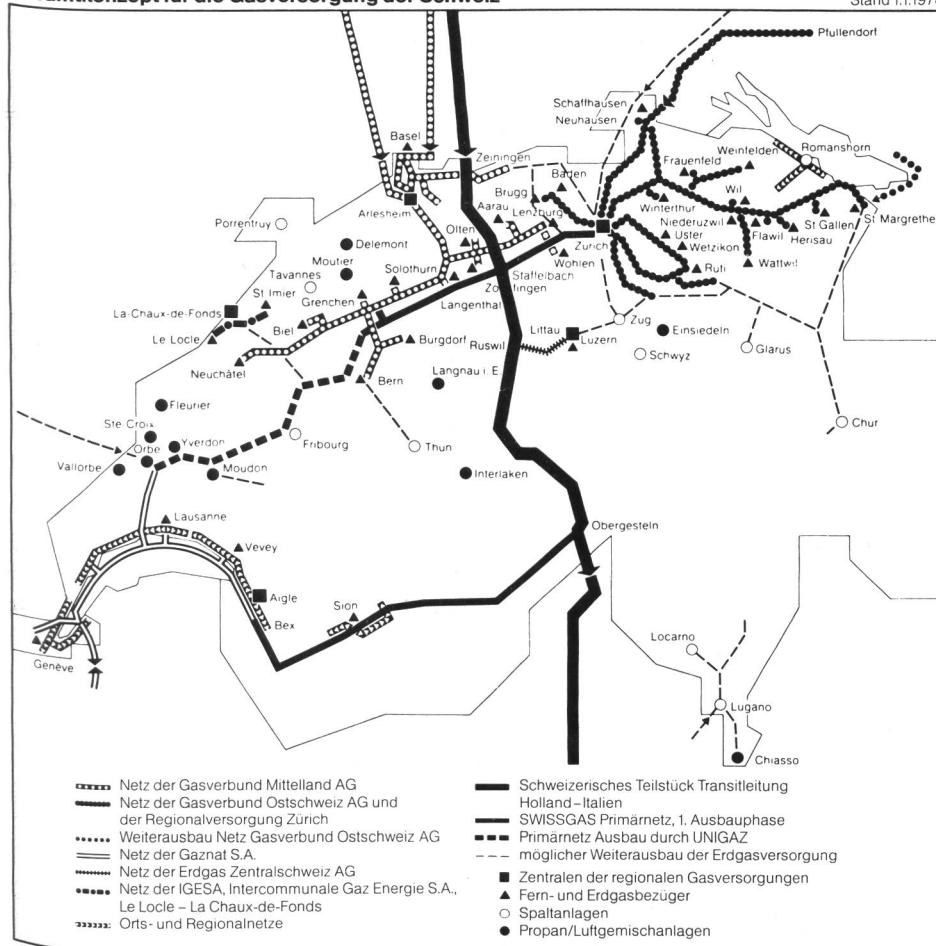 Gasversorgung der Schweiz
Stand 1.1.197
Pfullendorf
Schaffhausen
Neuhausen
Basel
Zeiningen
Weinfelden
Romanshorn
Frauenfeld
Baden
Brugg
Wil
Arlesheim
Aarau
Lenzburg
Winterthur
St Margrethe
Porrentruy
Olten
Niederuzwil
St Gallen
Zürich
Uster
Flawil
Herisau
Delemont
Wetzikon
Moutier
Solothurn
Wohlen
Staffelbach
Rüti
Wattwil
Tavannes
Zofingen
St Imier
Grenchen
Langenthal
La-Chaux-de-Fonds
Biel
Zug
Littau
Einsiedeln
Le Locle
Burgdorf
Ruswil
Luzern
Glarus
Schwyz
Neuchâtel
Bern
Langnau i. E.
Fleurier
Ste Croix
Chur
Yverdon
Fribourg
Orbe
Thun
Vallorbe
Moudon
Interlaken
Lausanne
Obergesteln
Vevey
Aigle
Sion
Bex
Locarno
Genève
Lugano
Chiasso
Netz der Gasverbund Mittelland AG
Netz der Gasverbund Ostschweiz AG und
der Regionalversorgung Zürich
Weiterausbau Netz Gasverbund Ostschweiz AG
Netz der Gaznat S.A.
Netz der Erdgas Zentralschweiz AG
Netz der IGESA, Intercommunale Gaz Energie S.A.,
Le Locle – La Chaux-de-Fonds
Orts- und Regionalnetze
Schweizerisches Teilstück Transitleitung
Holland–Italien
SWISSGAS Primärnetz, 1. Ausbauphase
Primärnetz Ausbau durch UNIGAZ
möglicher Weiterausbau der Erdgasversorgung
Zentralen der regionalen Gasversorgungen
Fern- und Erdgasbezüger
Spaltanlagen
Propan/Luftgemischanlagen